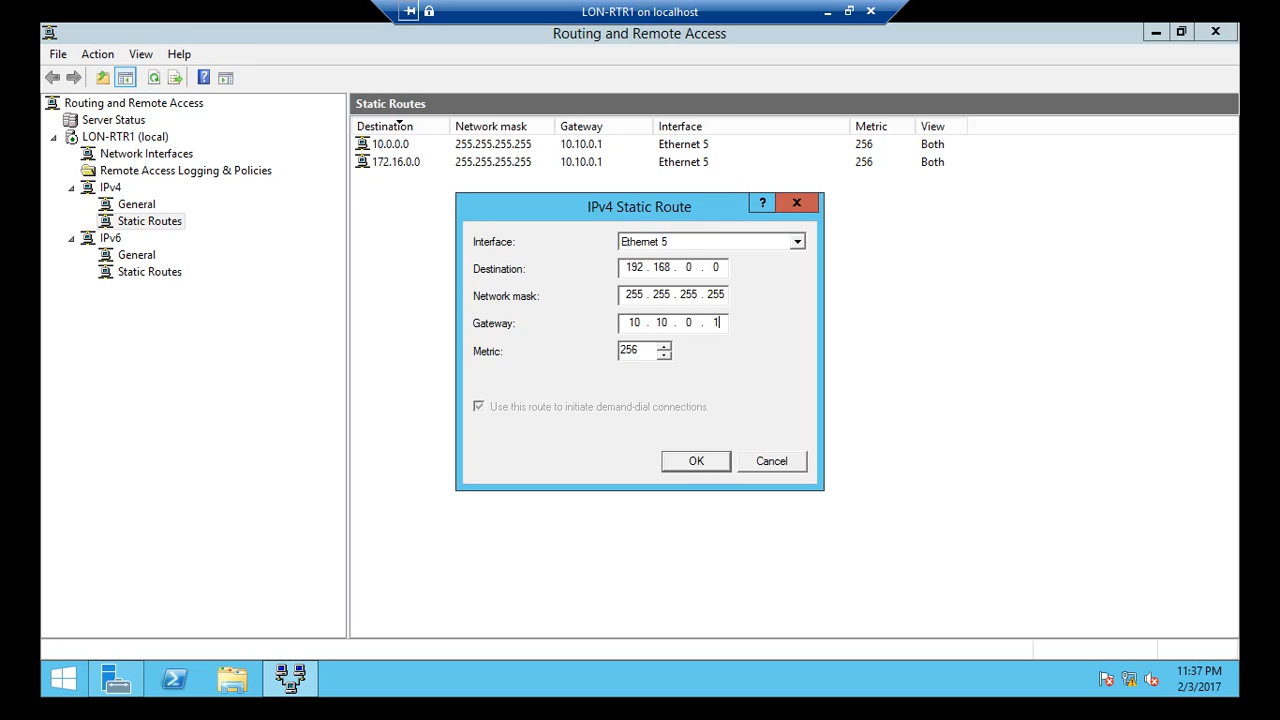 LON-RTR1 on localhost
Routing and Remote Access
File Action View Help
Routing and Remote Access
Server Status
LON-RTR1 (local)
Network Interfaces
Remote Access Logging & Policies
IPv4
General
Static Routes
IPv6
General
Static Routes
Static Routes
Destination Network mask Gateway Interface Metric View
10.0.0.0 255.255.255.255 10.10.0.1 Ethernet 5 256 Both
172.16.0.0 255.255.255.255 10.10.0.1 Ethernet 5 256 Both
IPv4 Static Route
Interface: Ethernet 5
Destination: 192 . 168 . 0 . 0
Network mask: 255 . 255 . 255 . 255
Gateway: 10 . 10 . 0 . 1
Metric: 256
Use this route to initiate demand-dial connections
OK Cancel
11:37 PM
2/3/2017